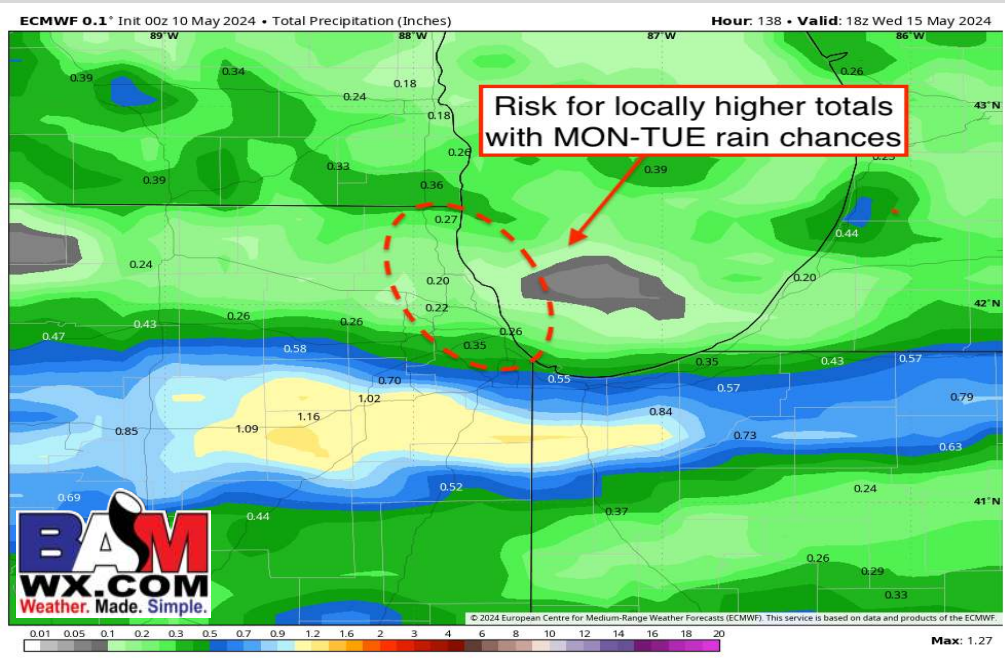 ECMWF 0.1° Init 00z 10 May 2024 • Total Precipitation (Inches)
Hour: 138 • Valid: 18z Wed 15 May 2024
89°W 88°W 87°W 86°W
0.39 0.34 0.18 0.24 0.26
43°N
Risk for locally higher totals
with MON-TUE rain chances
0.18
0.26
0.33 0.39 0.25
0.39 0.36
0.27 0.44
0.24 0.20 0.20
42°N
0.22
0.26 0.26 0.26
0.43
0.47 0.58 0.35 0.35 0.43 0.57
0.70 0.55 0.57
1.02 0.79
1.16 0.84
0.85 1.09 0.73 0.63
0.69 0.52 0.24
41°N
0.44 0.37
0.26
0.29
0.33
BAM
WX.COM
Weather. Made. Simple.
© 2024 European Centre for Medium-Range Weather Forecasts (ECMWF). This service is based on data and products of the ECMWF.
0.01 0.05 0.1 0.2 0.3 0.5 0.7 0.9 1.2 1.6 2 3 4 6 8 10 12 14 16 18 20
Max: 1.27